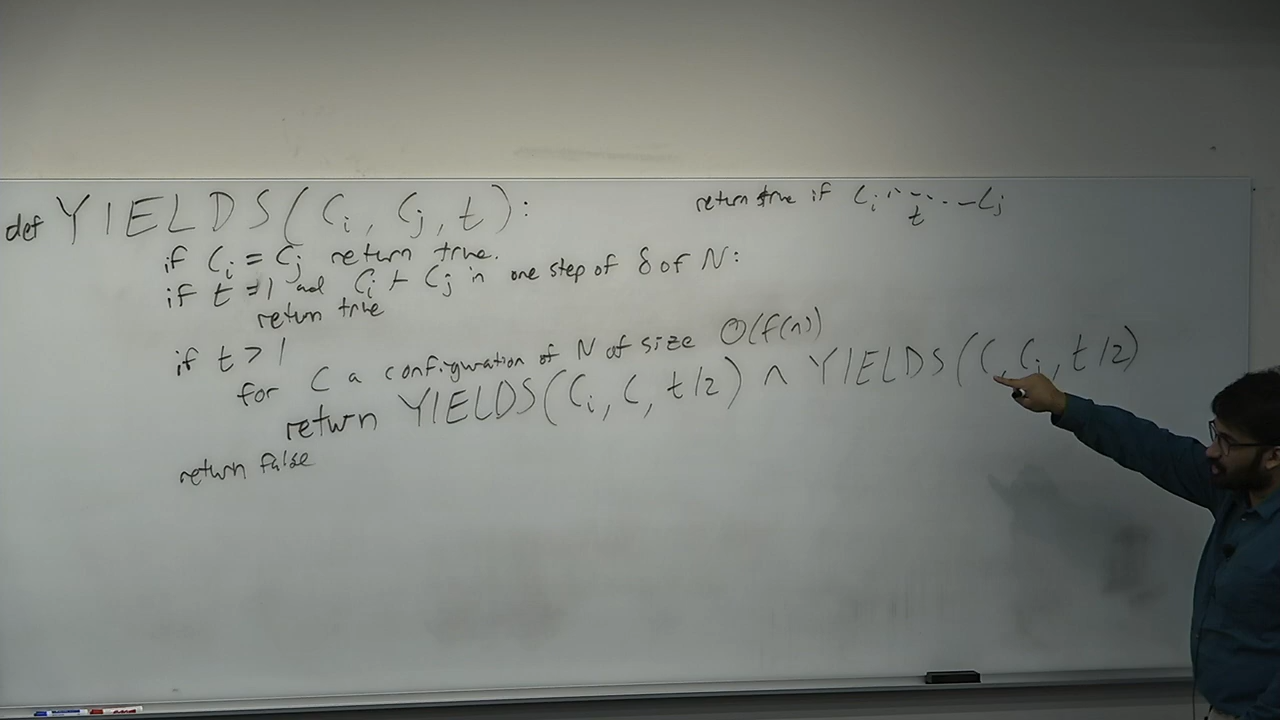 def YIELDS(Ci, Cj, t):
return true if Ci ⊢ ... t ... - Cj
if Ci = Cj return true.
if t = 1 and Ci ⊢ Cj in one step of δ of N:
return true
if t > 1
for C a configuration of N of size O(f(n))
return YIELDS(Ci, C, t/2) ∧ YIELDS(C, Cj, t/2)
return false